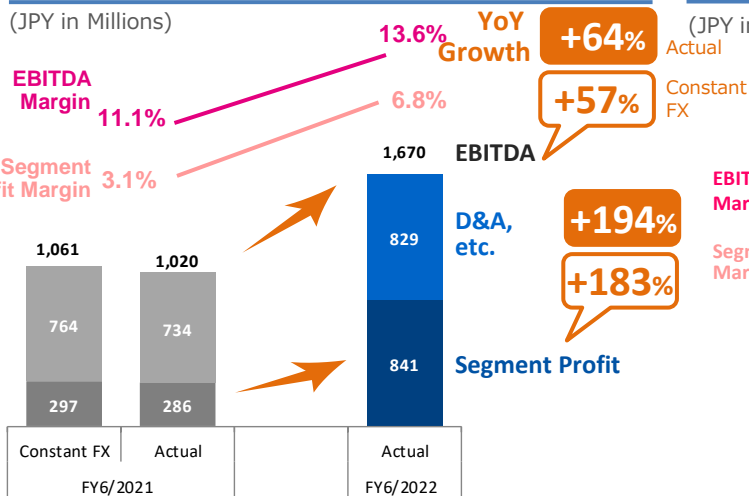 (JPY in Millions)
13.6%
YoY
Growth
+64%
Actual
(JPY in
EBITDA
Margin
11.1%
6.8%
+57%
Constant
FX
Segment
fit Margin
3.1%
1,670
EBITDA
EBIT
Mar
829
D&A,
etc.
+194%
Segm
Mar
1,061
1,020
+183%
764
734
841
Segment Profit
297
286
Constant FX
Actual
Actual
FY6/2021
FY6/2022